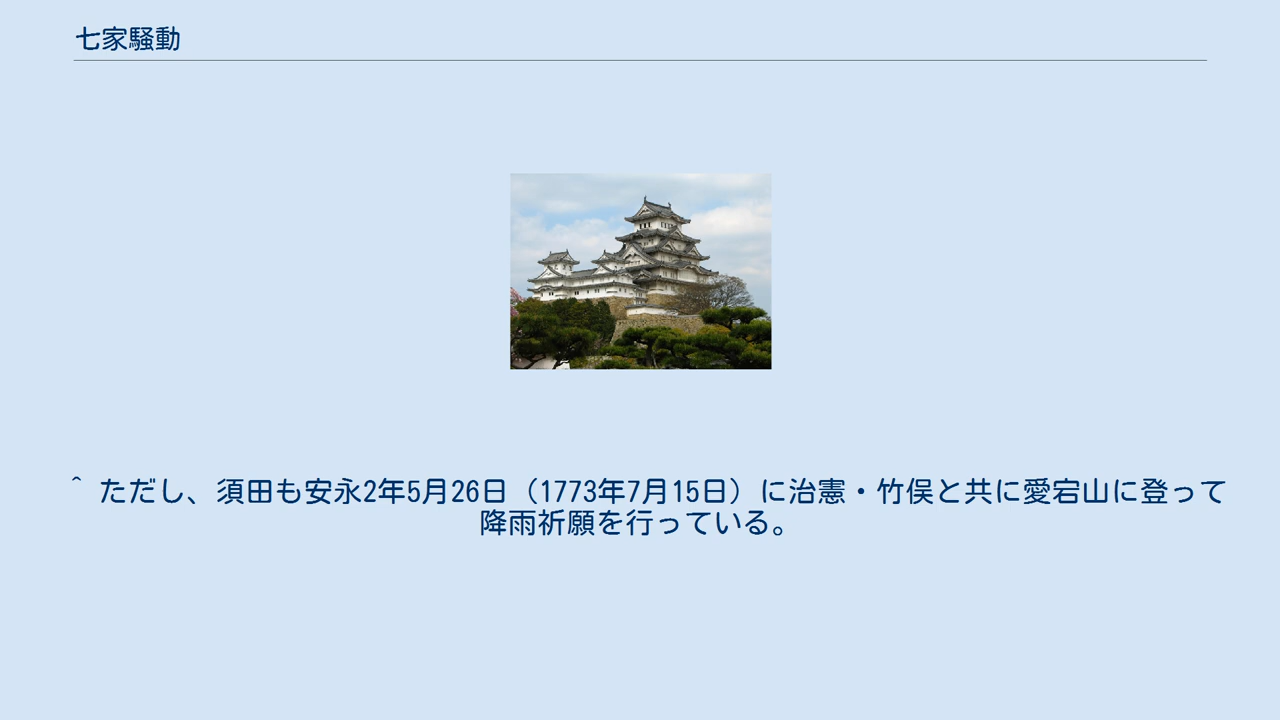 七家騒動
^ ただし、須田も安永2年5月26日（1773年7月15日）に治憲・竹俣と共に愛宕山に登って
降雨祈願を行っている。